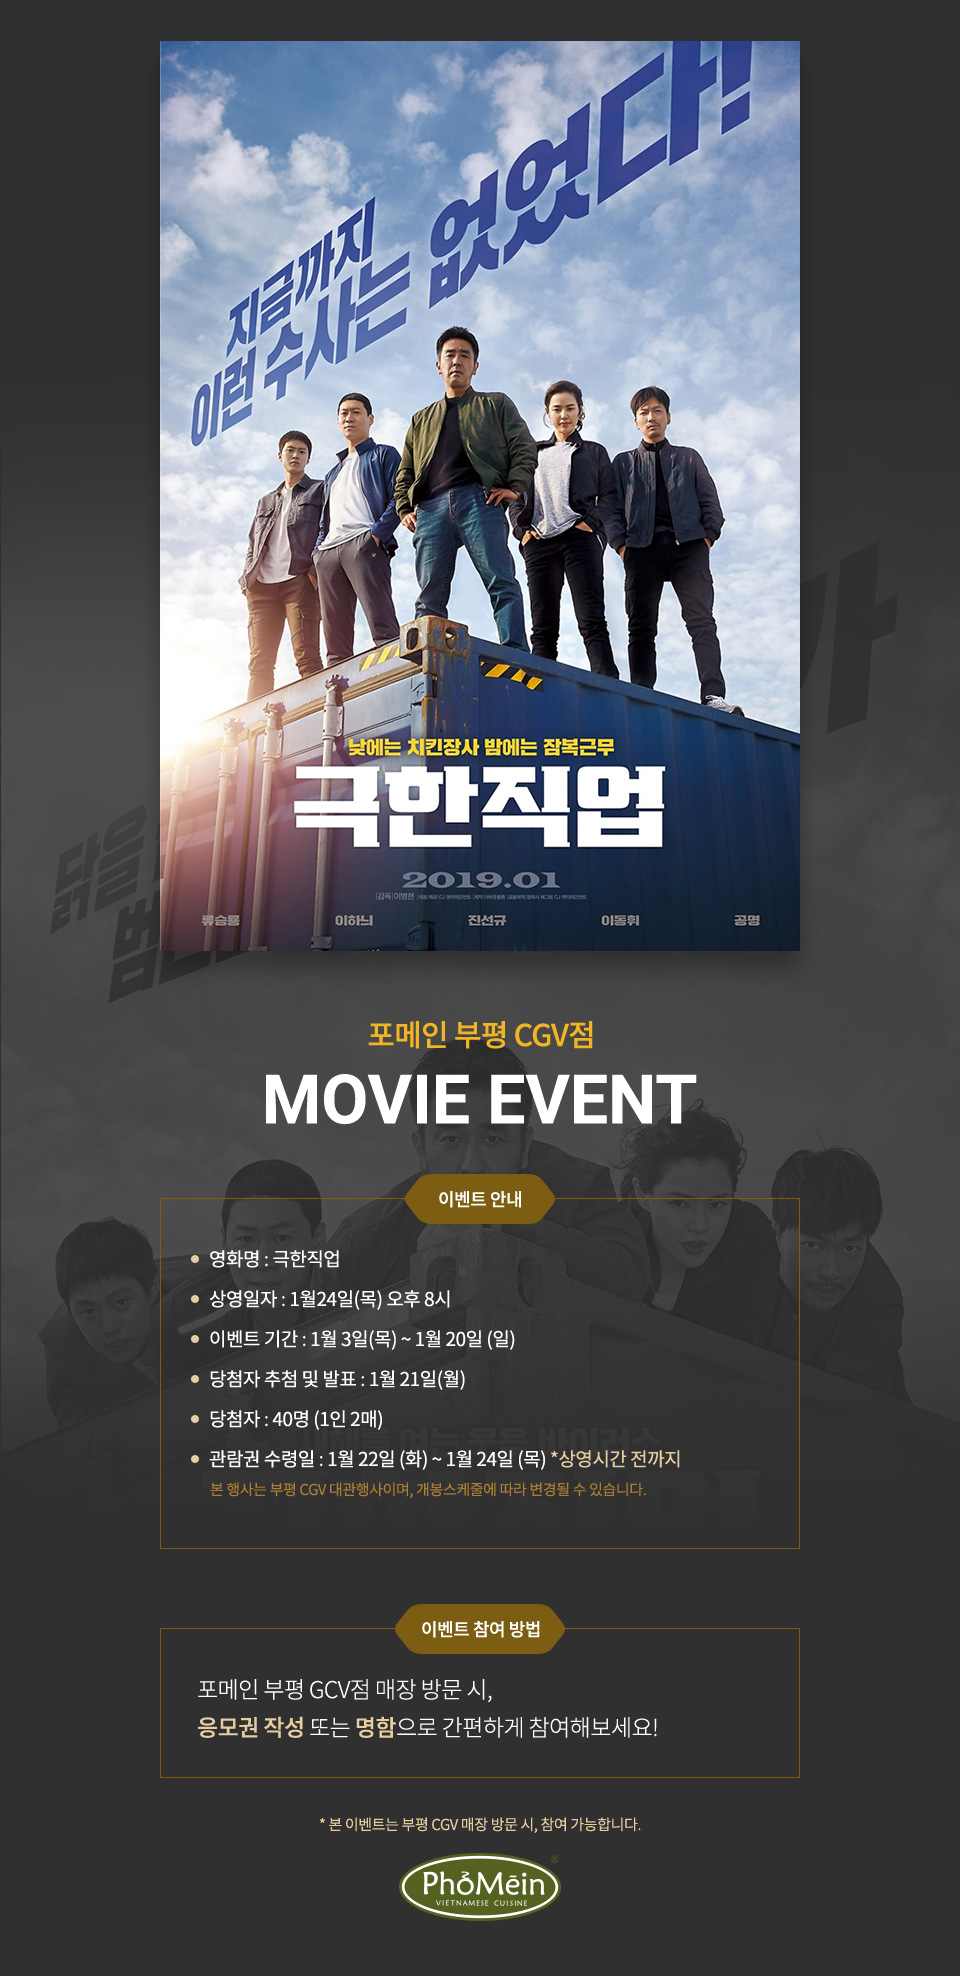 지금까지
이런 수사는 없었다!
낮에는 치킨장사 밤에는 잠복근무
극한직업
2019.01
류승룡 이하늬 진선규 이동휘 공명
포메인 부평 CGV점
MOVIE EVENT
이벤트 안내
영화명 : 극한직업
상영일자 : 1월24일(목) 오후 8시
이벤트 기간 : 1월 3일(목) ~ 1월 20일 (일)
당첨자 추첨 및 발표 : 1월 21일(월)
당첨자 : 40명 (1인 2매)
관람권 수령일 : 1월 22일 (화) ~ 1월 24일 (목) *상영시간 전까지
본 행사는 부평 CGV 대관행사이며, 개봉스케줄에 따라 변경될 수 있습니다.
이벤트 참여 방법
포메인 부평 GCV점 매장 방문 시,
응모권 작성 또는 명함으로 간편하게 참여해보세요!
* 본 이벤트는 부평 CGV 매장 방문 시, 참여 가능합니다.
PhởMein
VIETNAMESE CUISINE